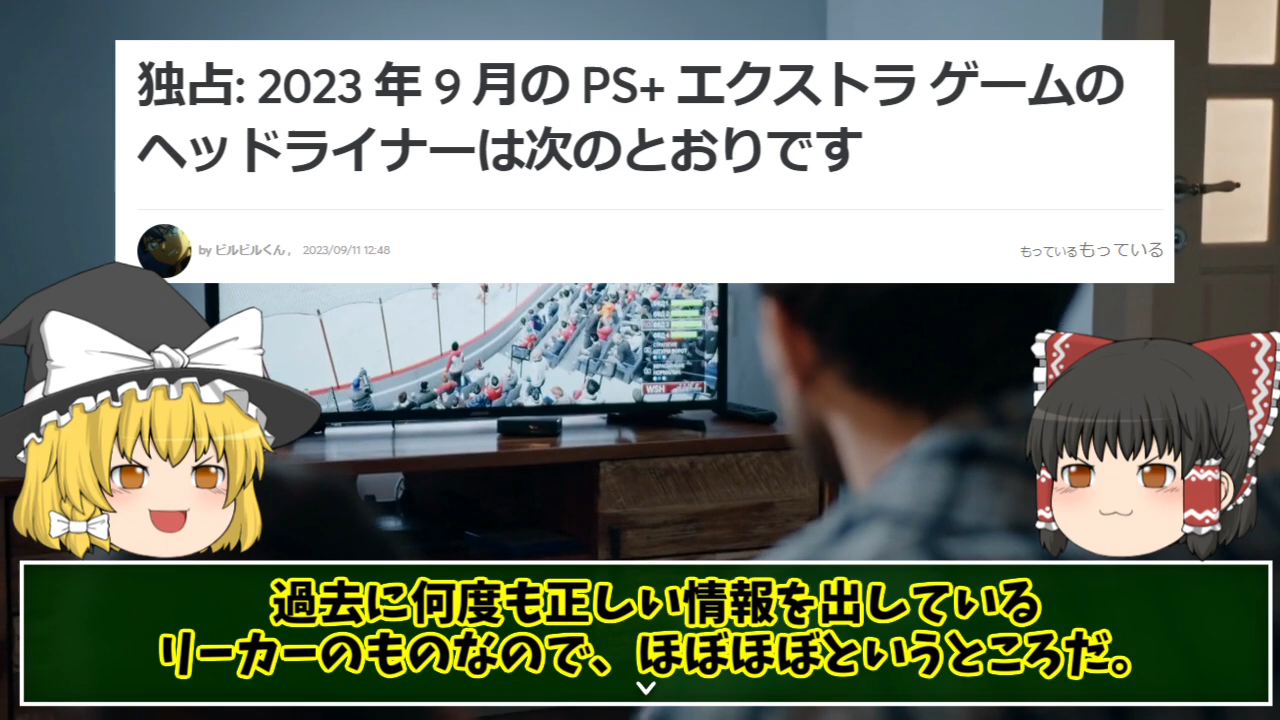 独占: 2023 年 9 月の PS+ エクストラ ゲームの
ヘッドライナーは次のとおりです
by ビルビルくん , 2023/09/11 12:48
もっているもっている
WSH
過去に何度も正しい情報を出している
リーカーのものなので、ほぼほぼというところだ。